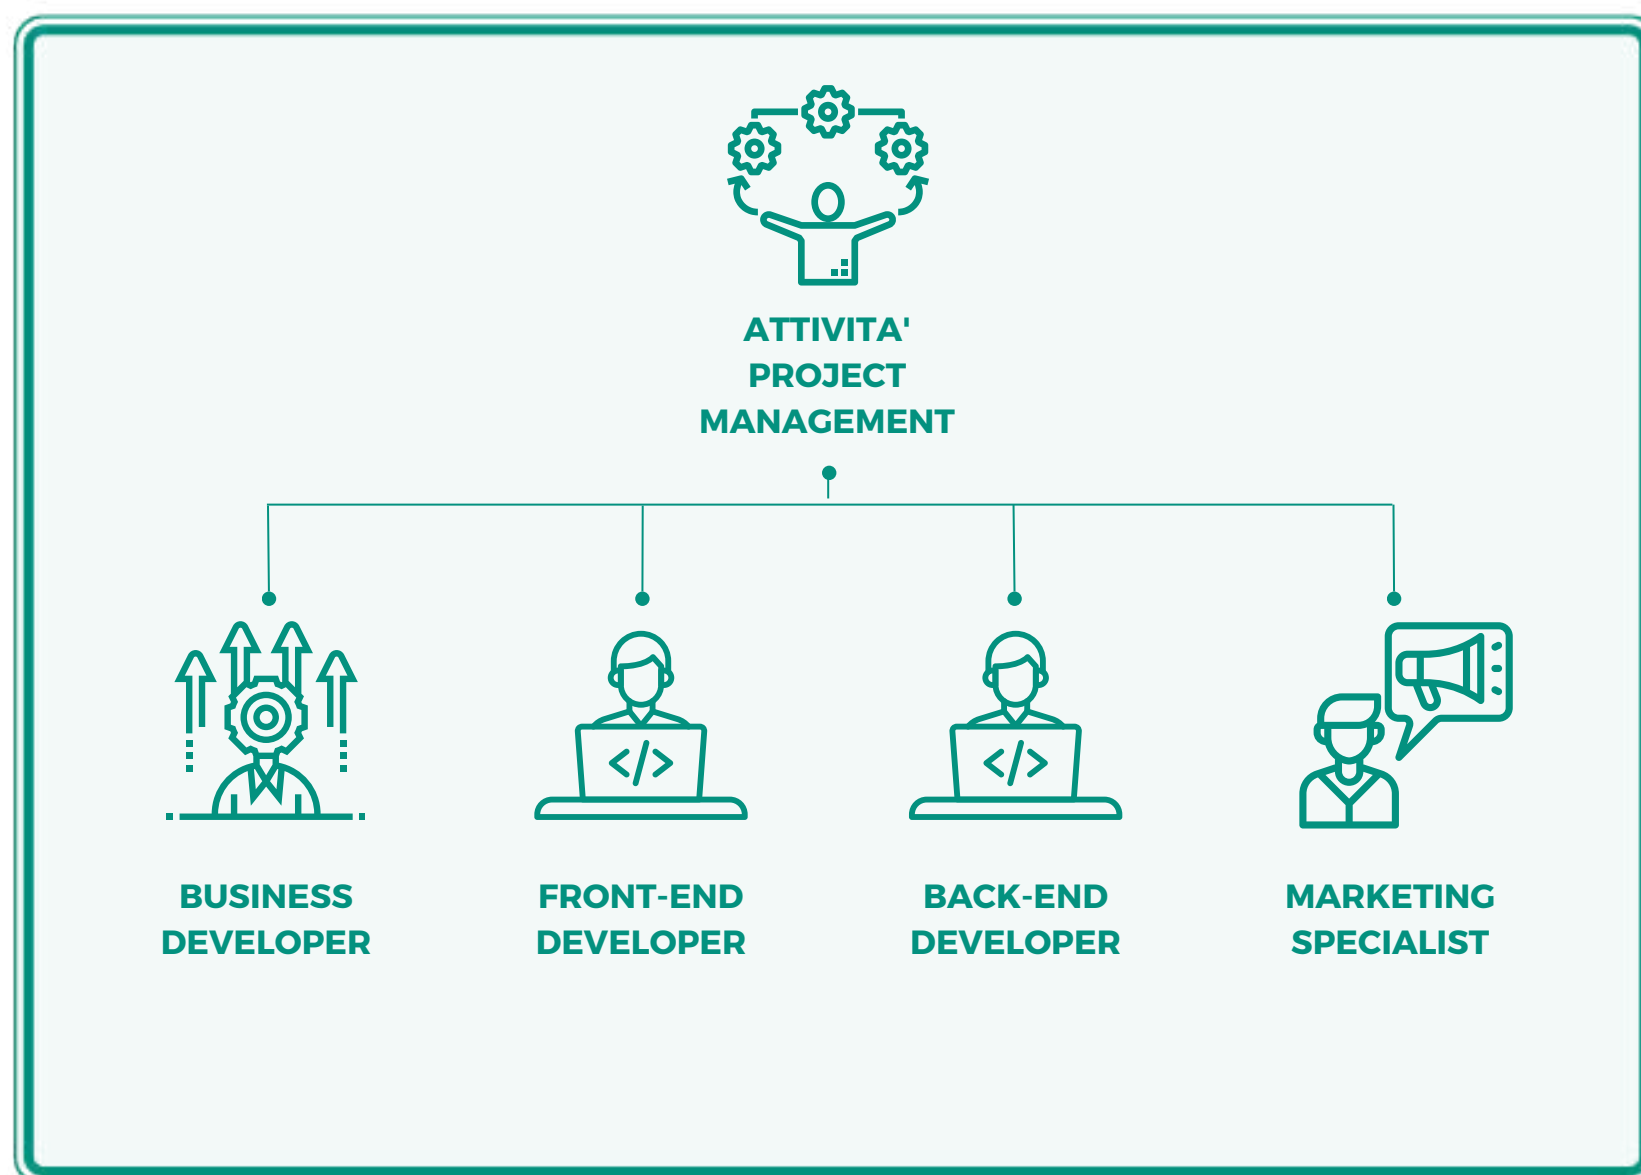 ATTIVITA'
PROJECT
MANAGEMENT
</>
</>
BUSINESS
DEVELOPER
FRONT-END
DEVELOPER
BACK-END
DEVELOPER
MARKETING
SPECIALIST